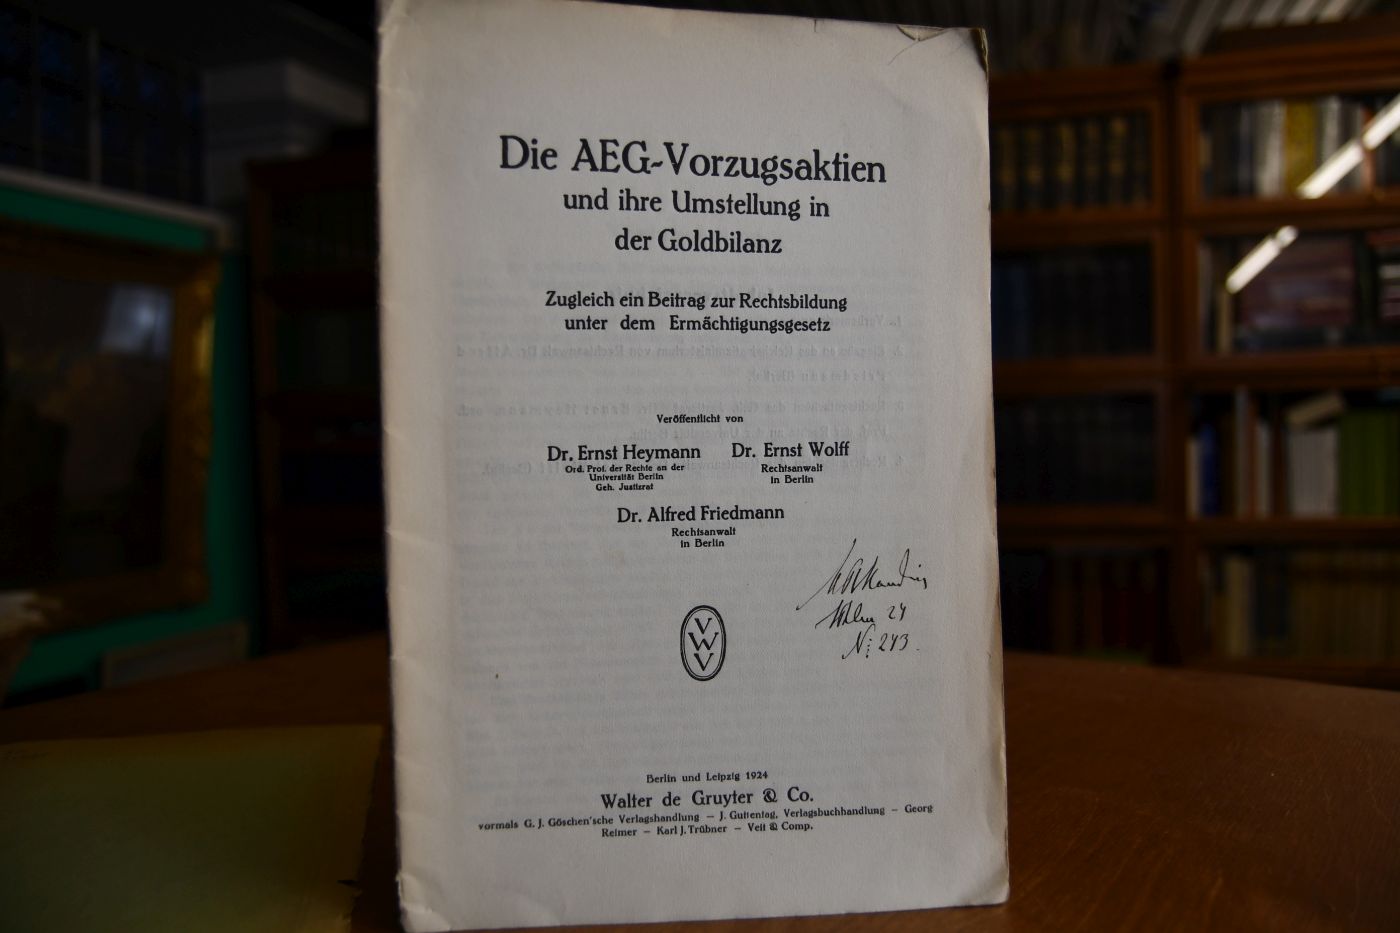 Die AEG-Vorzugsaktien
und ihre Umstellung in
der Goldbilanz
Zugleich ein Beitrag zur Rechtsbildung
unter dem Ermächtigungsgesetz
Veröffentlicht von
Dr. Ernst Heymann
Ord. Prof. der Rechte an der
Universität Berlin
Geh. Justizrat
Dr. Ernst Wolff
Rechtsanwalt
in Berlin
Dr. Alfred Friedmann
Rechtsanwalt
in Berlin
24
N: 243.
VWV
Berlin und Leipzig 1924
Walter de Gruyter & Co.
vormals G. J. Göschen'sche Verlagshandlung – J. Guttentag, Verlagsbuchhandlung – Georg
Reimer – Karl J. Trübner – Veit & Comp.